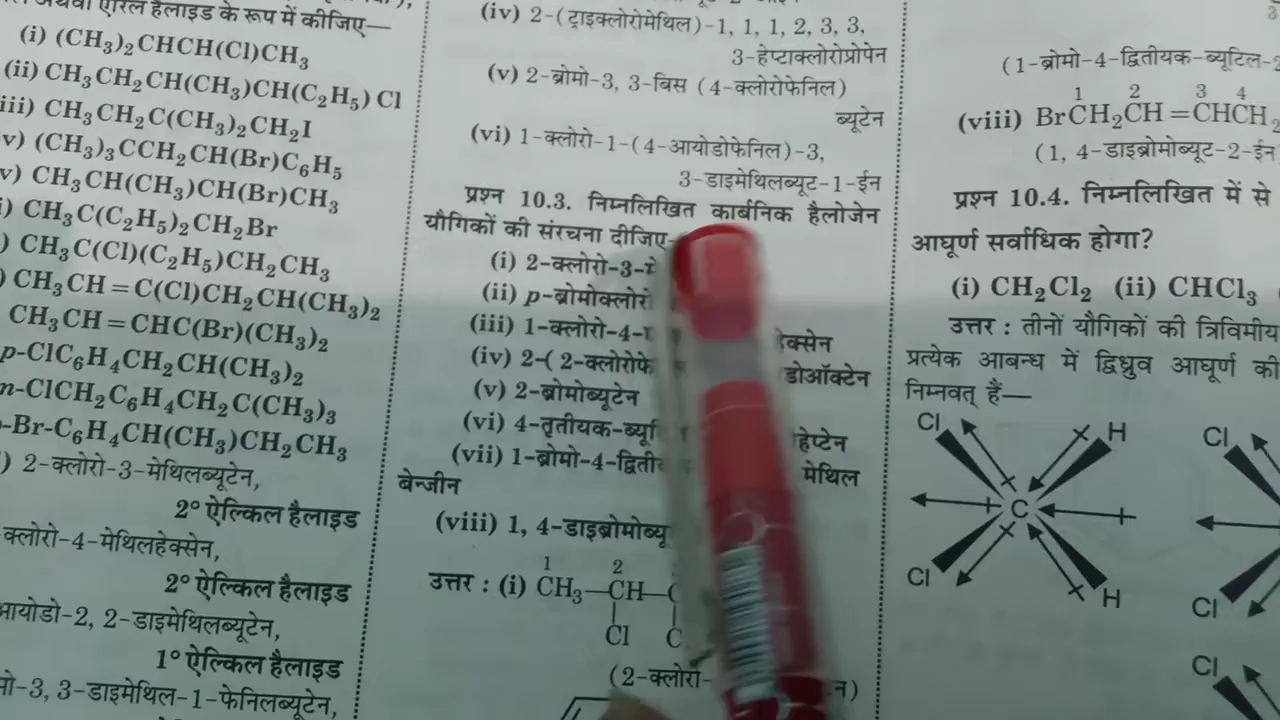 अथवा एरिल हैलाइड के रूप में कीजिए—
(i) (CH₃)₂CHCH(Cl)CH₃
(ii) CH₃CH₂CH(CH₃)CH(C₂H₅) Cl
iii) CH₃CH₂C(CH₃)₂CH₂I
v) (CH₃)₃CCH₂CH(Br)C₆H₅
v) CH₃CH(CH₃)CH(Br)CH₃
i) CH₃C(C₂H₅)₂CH₂Br
) CH₃C(Cl)(C₂H₅)CH₂CH₃
) CH₃CH=C(Cl)CH₂CH(CH₃)₂
CH₃CH=CHC(Br)(CH₃)₂
p-ClC₆H₄CH₂CH(CH₃)₂
m-ClCH₂C₆H₄CH₂C(CH₃)₃
-Br-C₆H₄CH(CH₃)CH₂CH₃
) 2-क्लोरो-3-मेथिलब्यूटेन,
2° ऐल्किल हैलाइड
क्लोरो-4-मेथिलहेक्सेन,
2° ऐल्किल हैलाइड
आयोडो-2, 2-डाइमेथिलब्यूटेन,
1° ऐल्किल हैलाइड
मो-3, 3-डाइमेथिल-1-फेनिलब्यूटेन,
(iv) 2-(ट्राइक्लोरोमेथिल)-1, 1, 1, 2, 3, 3,
3-हेप्टाक्लोरोप्रोपेन
(v) 2-ब्रोमो-3, 3-बिस (4-क्लोरोफेनिल)
ब्यूटेन
(vi) 1-क्लोरो-1-(4-आयोडोफेनिल)-3,
3-डाइमेथिलब्यूट-1-ईन
प्रश्न 10.3. निम्नलिखित कार्बनिक हैलोजेन
यौगिकों की संरचना दीजिए-
(i) 2-क्लोरो-3-मे
(ii) p-ब्रोमोक्लोरो
(iii) 1-क्लोरो-4- हेक्सेन
(iv) 2-( 2-क्लोरोफे डोऑक्टेन
(v) 2-ब्रोमोब्यूटेन
(vi) 4-तृतीयक-ब्यू हेप्टेन
(vii) 1-ब्रोमो-4-द्विती मेथिल
बेन्जीन
(viii) 1, 4-डाइब्रोमोब्यू
1 2
उत्तर : (i) CH₃—CH—C
Cl C
(2-क्लोरो- न)
(1-ब्रोमो-4-द्वितीयक-ब्यूटिल-2
1 2 3 4
(viii) BrCH₂CH=CHCH₂
(1, 4-डाइब्रोमोब्यूट-2-ईन
प्रश्न 10.4. निम्नलिखित में से
आघूर्ण सर्वाधिक होगा?
(i) CH₂Cl₂ (ii) CHCl₃
उत्तर : तीनों यौगिकों की त्रिविमीय
प्रत्येक आबन्ध में द्विध्रुव आघूर्ण की
निम्नवत् हैं—
Cl H Cl
C
Cl H Cl
Cl